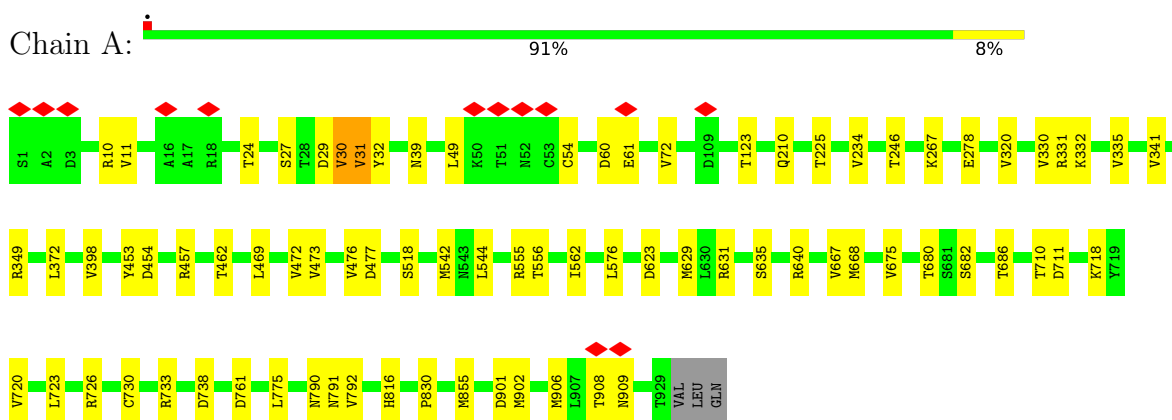 Chain A:
91% 8%
S1 A2 D3 R10 V11 A16 A17 R18 T24 S27 T28 D29 V30 V31 Y32 N39 L49 K50 T51 N52 C53 C54 D60 E61 V72 D109 T123 Q210 T225 V234 T246 K267 E278 V320 V330 R331 K332 V335 V341
R349 L372 V398 Y453 D454 R457 T462 L469 V472 V473 V476 D477 S518 M542 N543 L544 R555 T556 I562 L576 D623 M629 L630 R631 S635 R640 V667 M668 V675 T680 S681 S682 T686 T710 D711 K718 Y719
V720 L723 R726 C730 R733 D738 D761 L775 N790 N791 V792 H816 P830 M855 D901 M902 M906 L907 T908 N909 T929 VAL LEU GLN